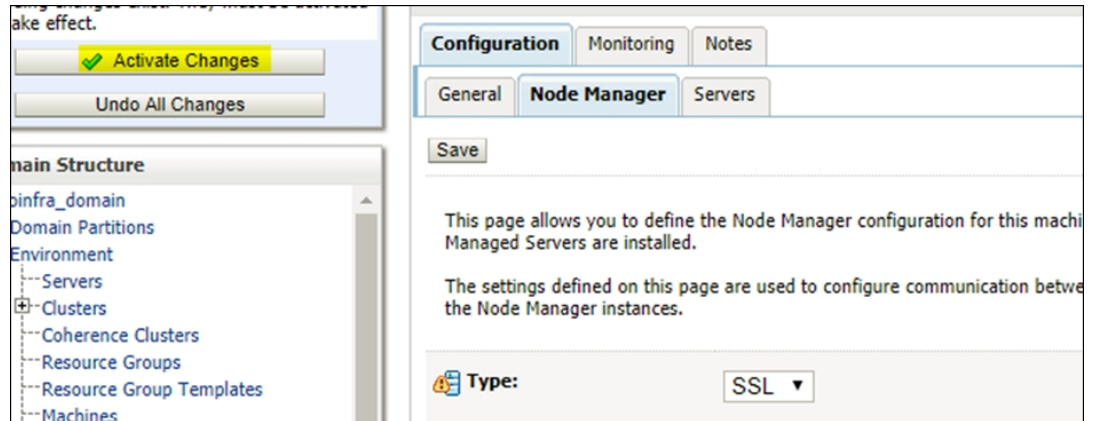 ake effect.
Activate Changes
Undo All Changes
main Structure
oinfra_domain
Domain Partitions
Environment
Servers
Clusters
Coherence Clusters
Resource Groups
Resource Group Templates
Machines
Configuration Monitoring Notes
General Node Manager Servers
Save
This page allows you to define the Node Manager configuration for this machi
Managed Servers are installed.
The settings defined on this page are used to configure communication betwe
the Node Manager instances.
Type: SSL